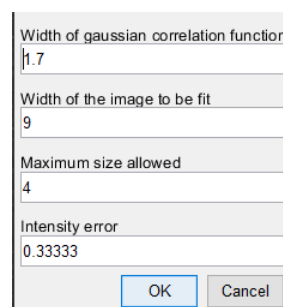 Width of gaussian correlation function
1.7
Width of the image to be fit
9
Maximum size allowed
4
Intensity error
0.33333
OK Cancel